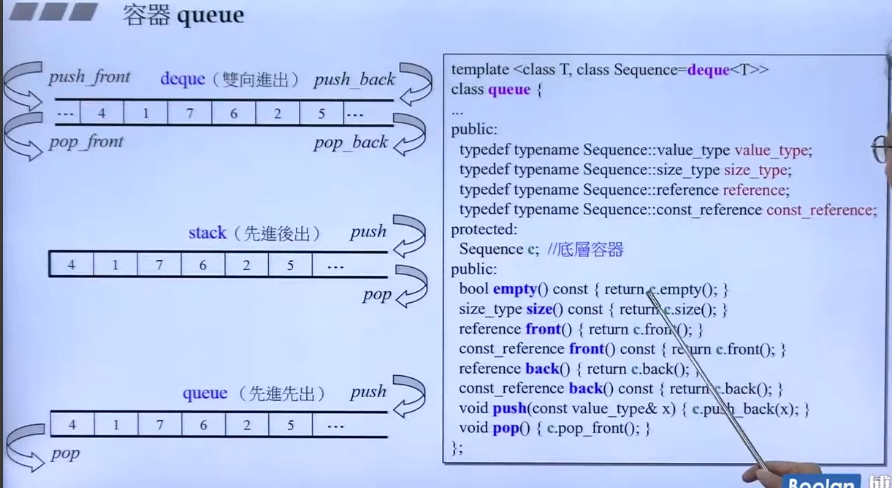 容器 queue
push_front deque（雙向進出） push_back
... 4 1 7 6 2 5 ...
pop_front pop_back
stack（先進後出） push
4 1 7 6 2 5 ...
pop
queue（先進先出） push
4 1 7 6 2 5 ...
pop
template <class T, class Sequence=deque<T>>
class queue {
...
public:
typedef typename Sequence::value_type value_type;
typedef typename Sequence::size_type size_type;
typedef typename Sequence::reference reference;
typedef typename Sequence::const_reference const_reference;
protected:
Sequence c; //底層容器
public:
bool empty() const { return c.empty(); }
size_type size() const { return c.size(); }
reference front() { return c.front(); }
const_reference front() const { return c.front(); }
reference back() { return c.back(); }
const_reference back() const { return c.back(); }
void push(const value_type& x) { c.push_back(x); }
void pop() { c.pop_front(); }
};
Boolan 博